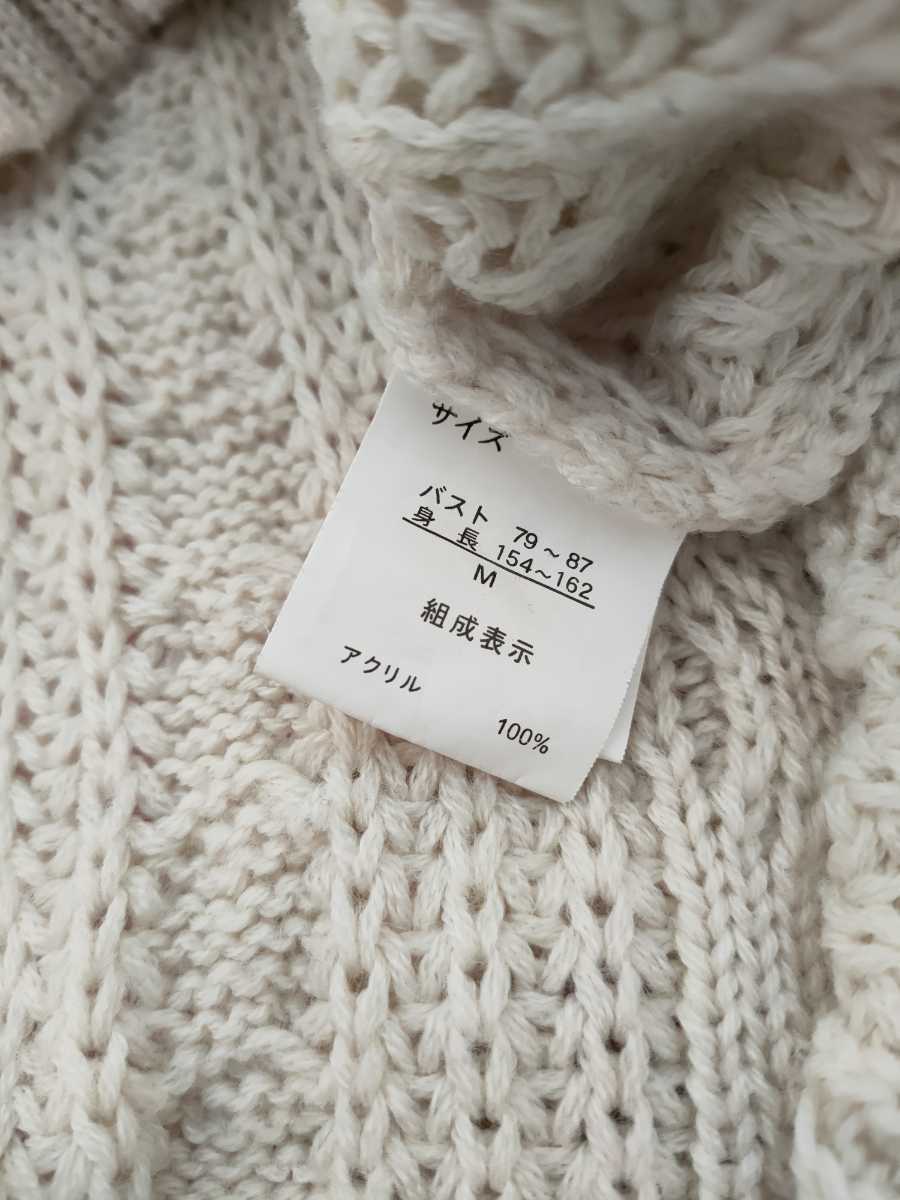 サイズ
バスト 79～87
身 長 154～162
M
組成表示
アクリル
100%